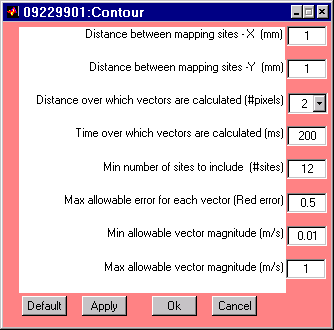 09229901:Contour
Distance between mapping sites - X (mm) 1
Distance between mapping sites -Y (mm) 1
Distance over which vectors are calculated (#pixels) 2
Time over which vectors are calculated (ms) 200
Min number of sites to include (#sites) 12
Max allowable error for each vector (Red error) 0.5
Min allowable vector magnitude (m/s) 0.01
Max allowable vector magnitude (m/s) 1
Default Apply Ok Cancel